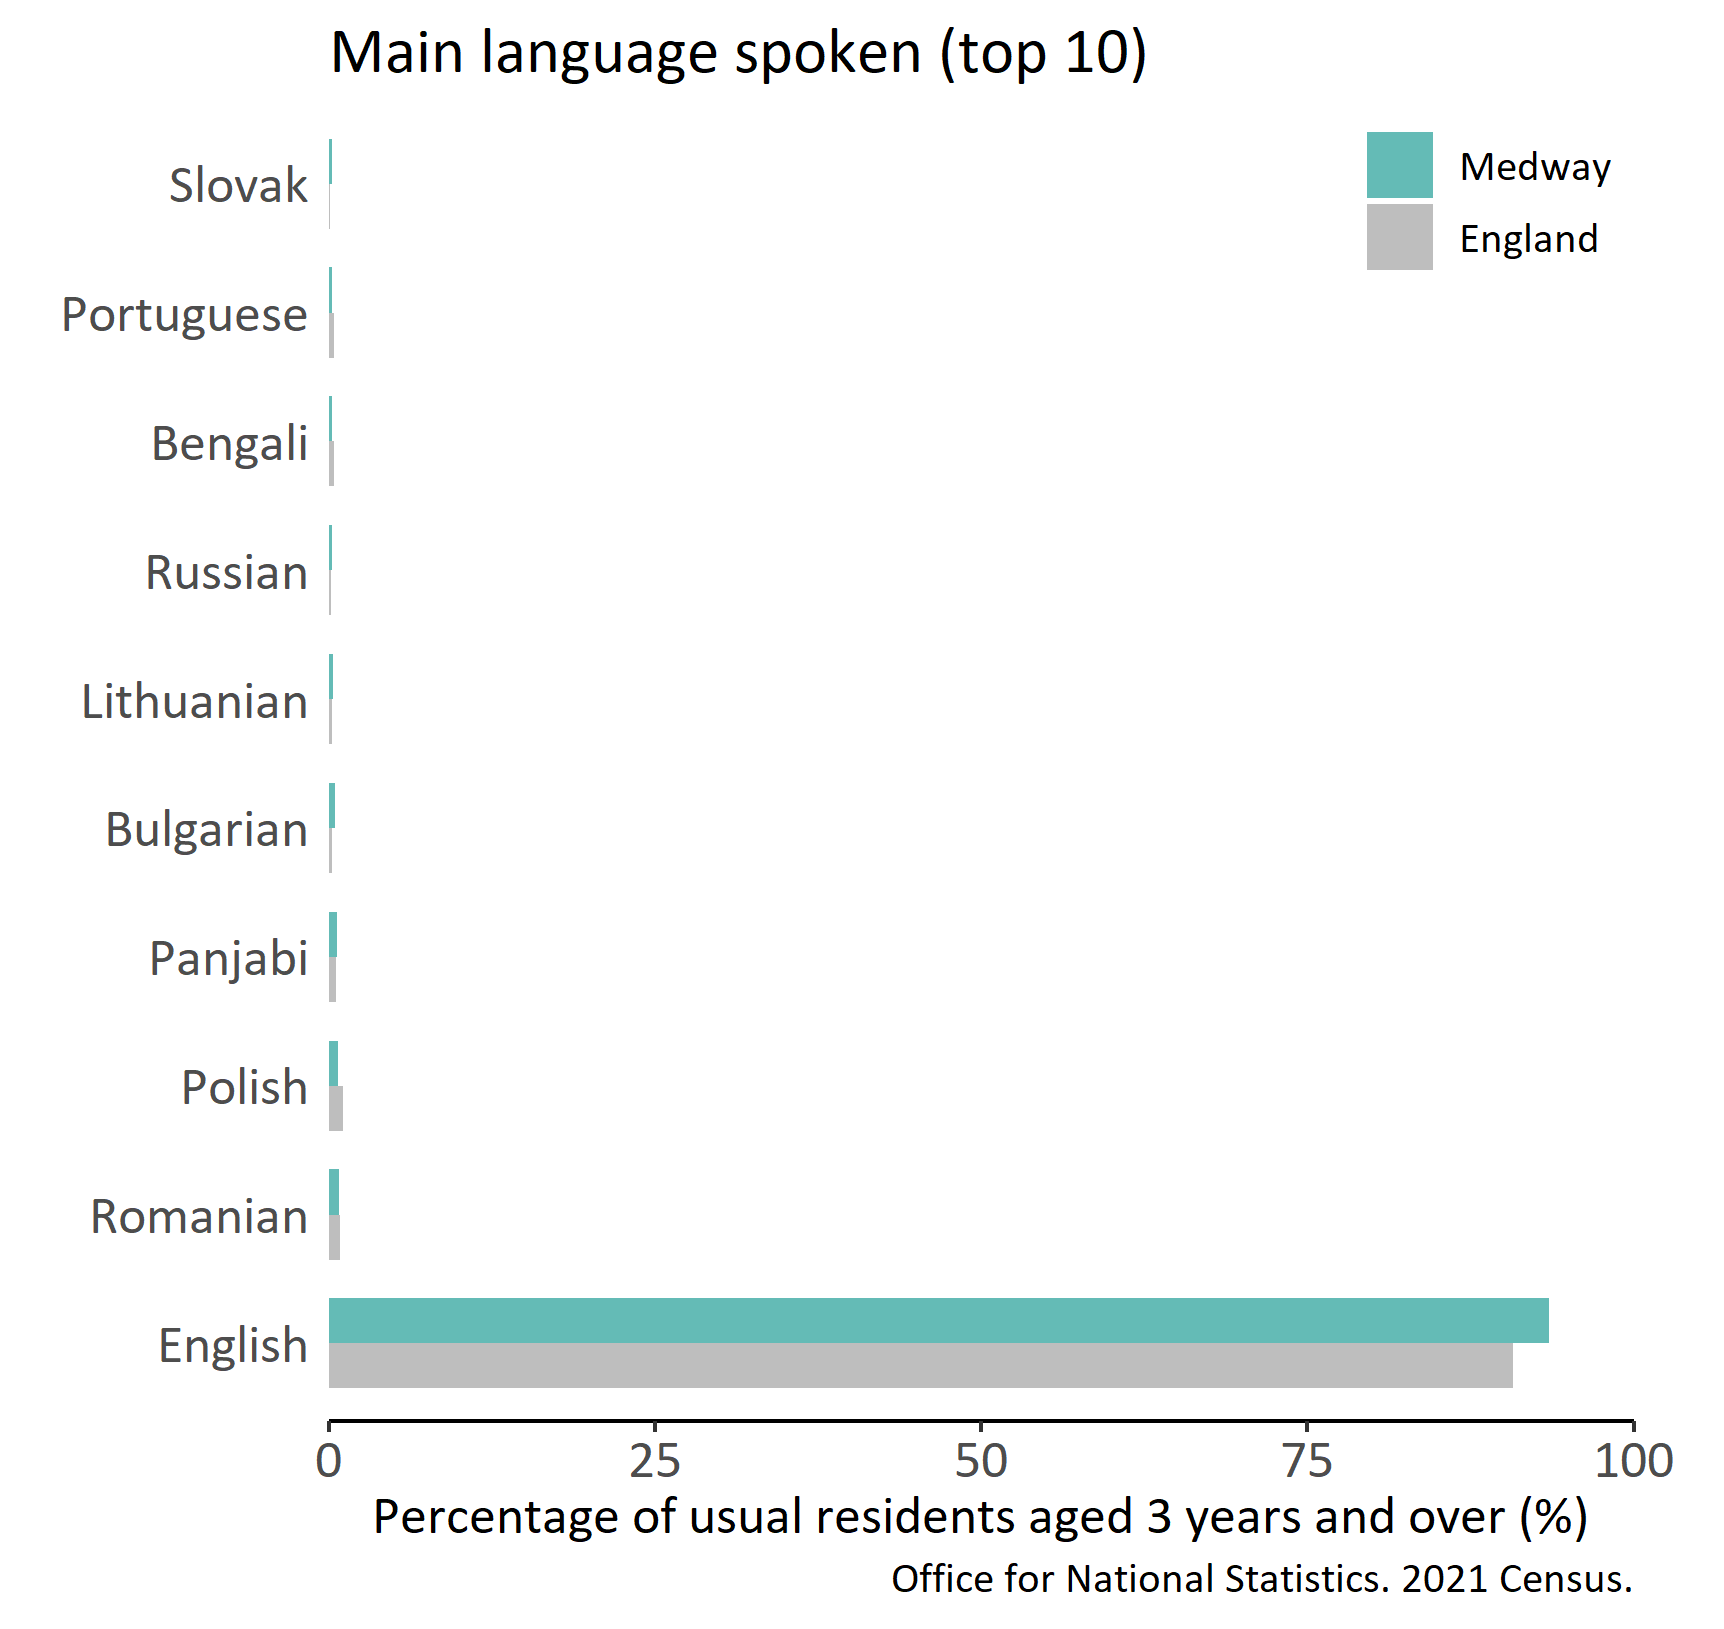 Main language spoken (top 10)
Medway
England
Slovak
Portuguese
Bengali
Russian
Lithuanian
Bulgarian
Panjabi
Polish
Romanian
English
0 25 50 75 100
Percentage of usual residents aged 3 years and over (%)
Office for National Statistics. 2021 Census.